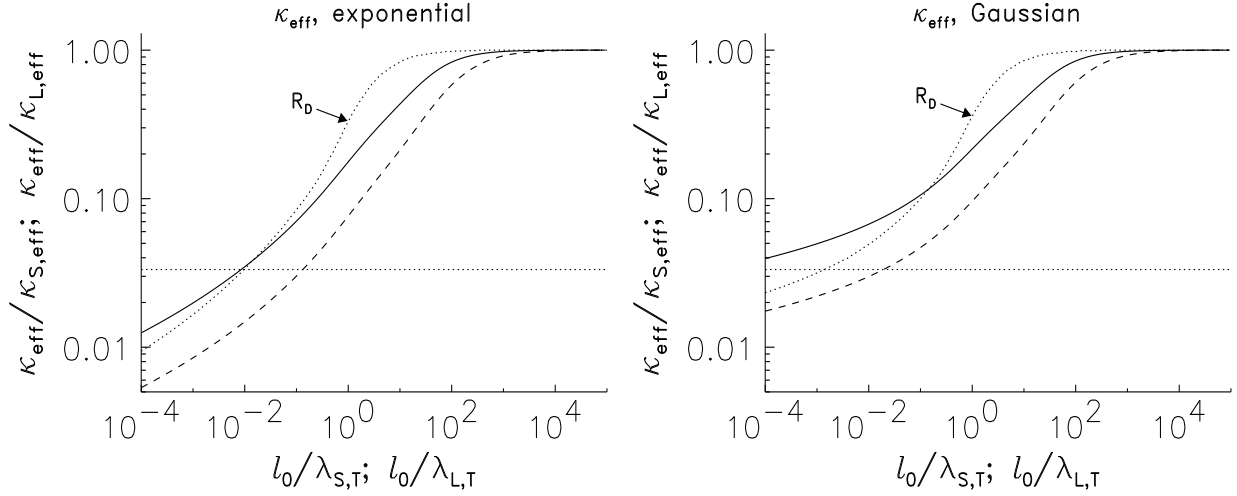 κeff, exponential
κeff/κS,eff; κeff/κL,eff
1.00
0.10
0.01
RD
10−4 10−2 100 102 104
l0/λS,T; l0/λL,T
κeff, Gaussian
κeff/κS,eff; κeff/κL,eff
1.00
0.10
0.01
RD
10−4 10−2 100 102 104
l0/λS,T; l0/λL,T